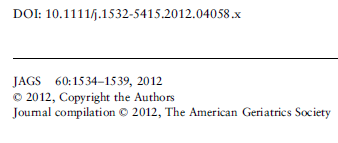 DOI: 10.1111/j.1532-5415.2012.04058.x
JAGS 60:1534–1539, 2012
© 2012, Copyright the Authors
Journal compilation © 2012, The American Geriatrics Society